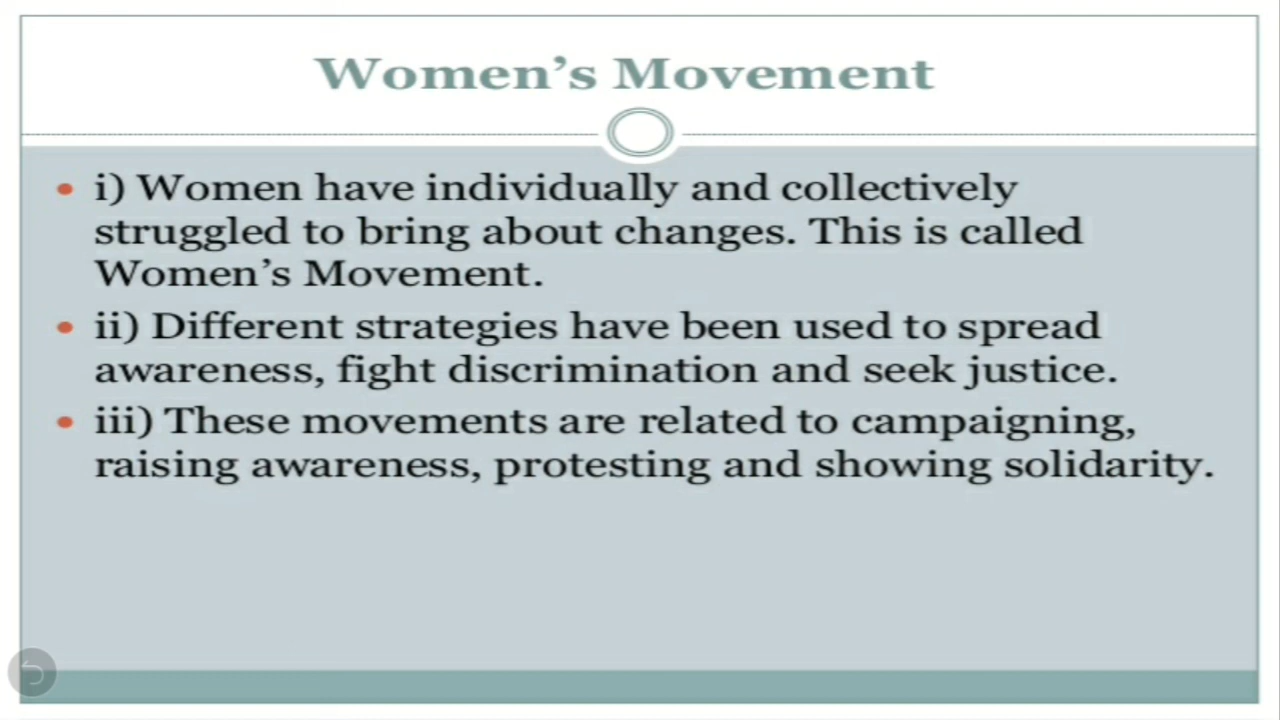 Women’s Movement
• i) Women have individually and collectively
struggled to bring about changes. This is called
Women’s Movement.
• ii) Different strategies have been used to spread
awareness, fight discrimination and seek justice.
• iii) These movements are related to campaigning,
raising awareness, protesting and showing solidarity.